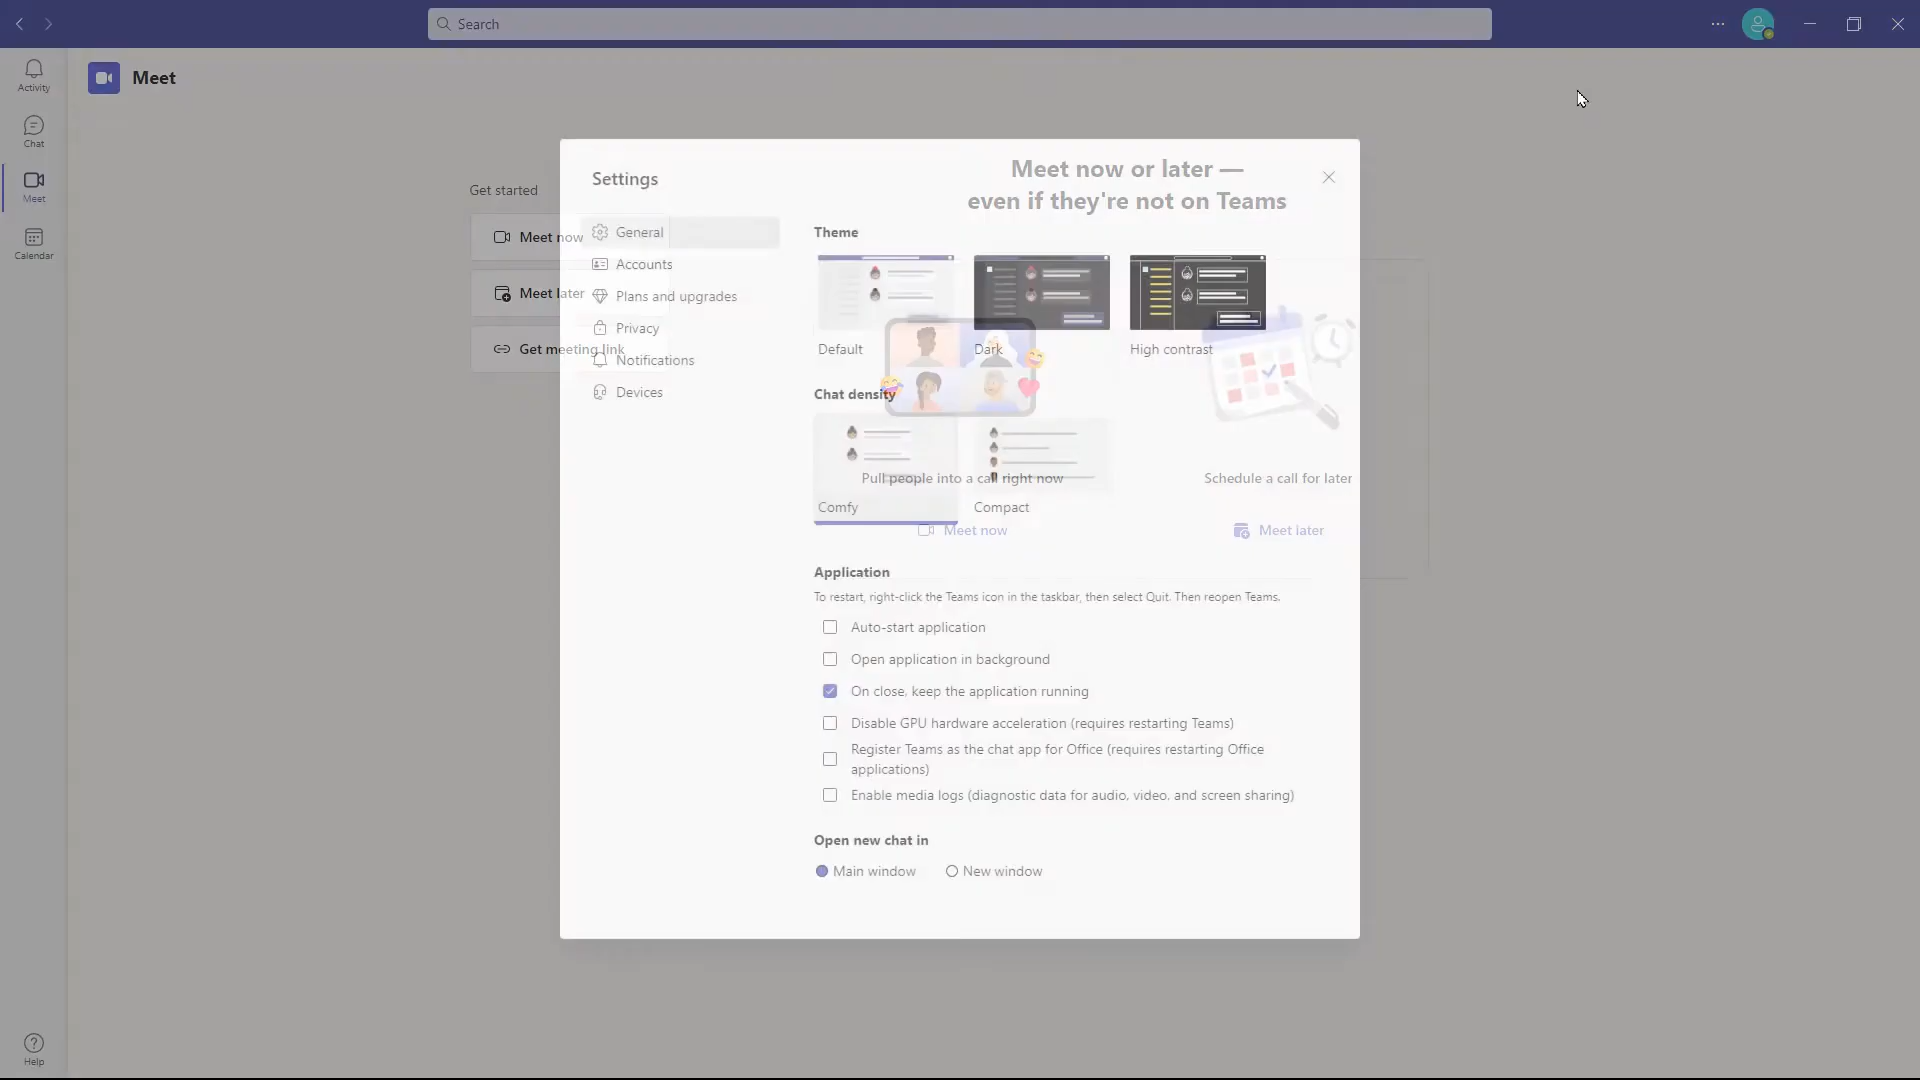 Search
Activity
Chat
Meet
Calendar
Help
Meet
Get started
Meet now
Meet later
Get meeting link
Settings
General
Accounts
Plans and upgrades
Privacy
Notifications
Devices
Meet now or later —
even if they're not on Teams
Theme
Default
Dark
High contrast
Chat density
Pull people into a call right now
Schedule a call for later
Comfy
Compact
Meet now
Meet later
Application
To restart, right-click the Teams icon in the taskbar, then select Quit. Then reopen Teams.
Auto-start application
Open application in background
On close, keep the application running
Disable GPU hardware acceleration (requires restarting Teams)
Register Teams as the chat app for Office (requires restarting Office
applications)
Enable media logs (diagnostic data for audio, video, and screen sharing)
Open new chat in
Main window
New window